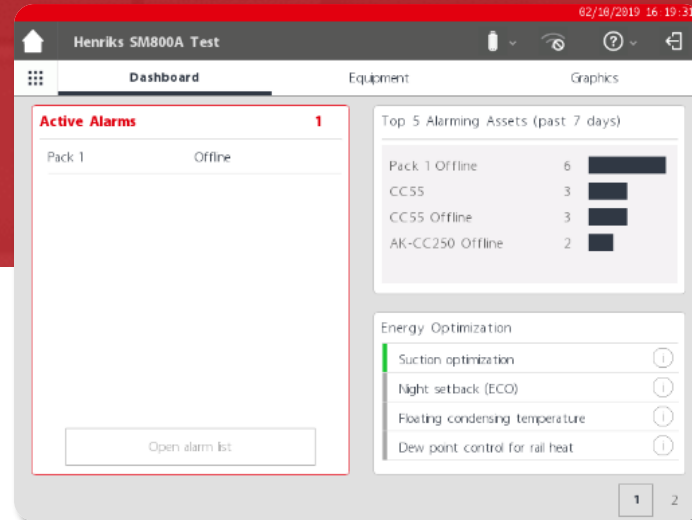 02/10/2019 16:19:31
Henriks SM800A Test
Dashboard
Equipment
Graphics
Active Alarms 1
Pack 1 Offline
Open alarm list
Top 5 Alarming Assets (past 7 days)
Pack 1 Offline 6
CC55 3
CC55 Offline 3
AK-CC250 Offline 2
Energy Optimization
Suction optimization
Night setback (ECO)
Floating condensing temperature
Dew point control for rail heat
1 2